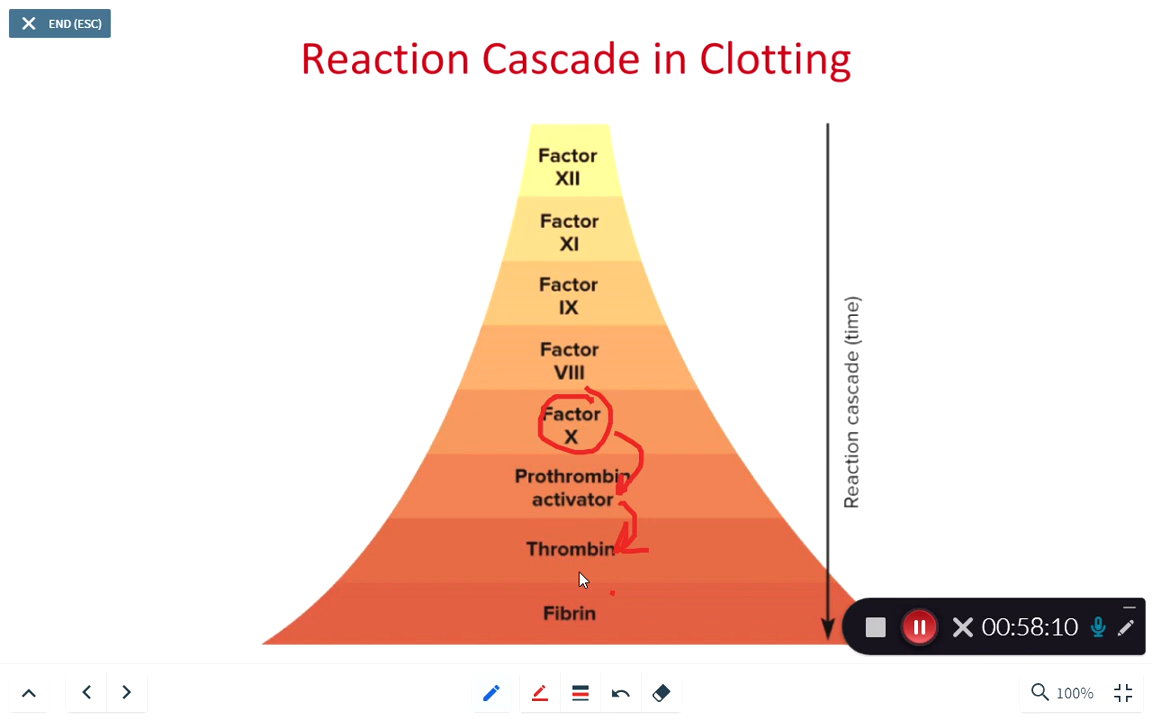 END (ESC)
Reaction Cascade in Clotting
Factor
XII
Factor
XI
Factor
IX
Factor
VIII
Factor
X
Prothrombin
activator
Thrombin
Fibrin
Reaction cascade (time)
00:58:10
100%